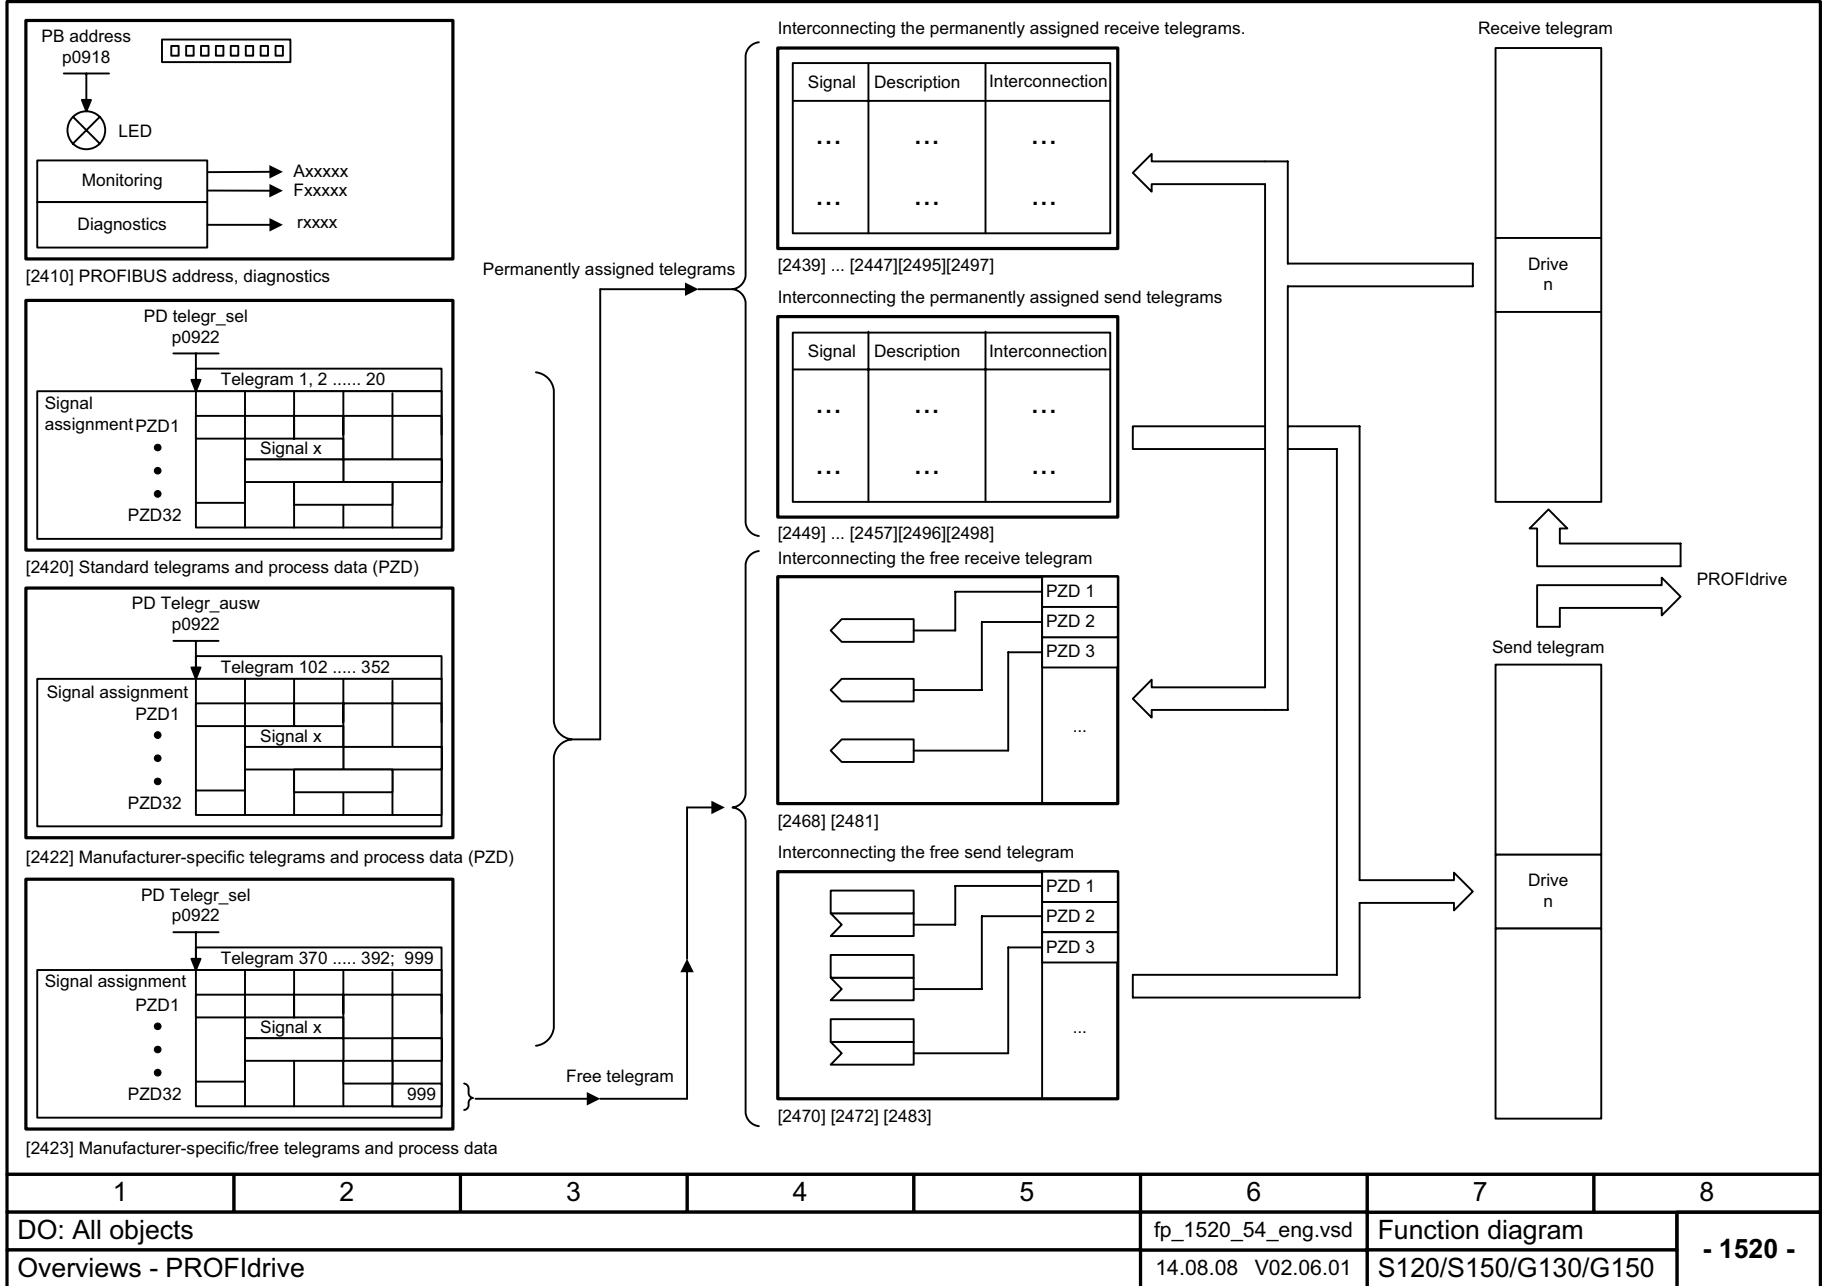 PB address
p0918
LED
Monitoring
Axxxxx
Fxxxxx
Diagnostics
rxxxx
[2410] PROFIBUS address, diagnostics
PD telegr_sel
p0922
Telegram 1, 2 ...... 20
Signal
assignment PZD1
Signal x
PZD32
[2420] Standard telegrams and process data (PZD)
PD Telegr_ausw
p0922
Telegram 102 ..... 352
Signal assignment
PZD1
Signal x
PZD32
[2422] Manufacturer-specific telegrams and process data (PZD)
PD Telegr_sel
p0922
Telegram 370 ..... 392; 999
Signal assignment
PZD1
Signal x
PZD32
999
[2423] Manufacturer-specific/free telegrams and process data
Permanently assigned telegrams
Free telegram
Interconnecting the permanently assigned receive telegrams.
Signal Description Interconnection
... ... ...
... ... ...
[2439] ... [2447][2495][2497]
Interconnecting the permanently assigned send telegrams
Signal Description Interconnection
... ... ...
... ... ...
[2449] ... [2457][2496][2498]
Interconnecting the free receive telegram
PZD 1
PZD 2
PZD 3
...
[2468] [2481]
Interconnecting the free send telegram
PZD 1
PZD 2
PZD 3
...
[2470] [2472] [2483]
Receive telegram
Drive
n
PROFIdrive
Send telegram
Drive
n
1 2 3 4 5 6 7 8
DO: All objects
fp_1520_54_eng.vsd
Function diagram
- 1520 -
Overviews - PROFIdrive
14.08.08 V02.06.01
S120/S150/G130/G150